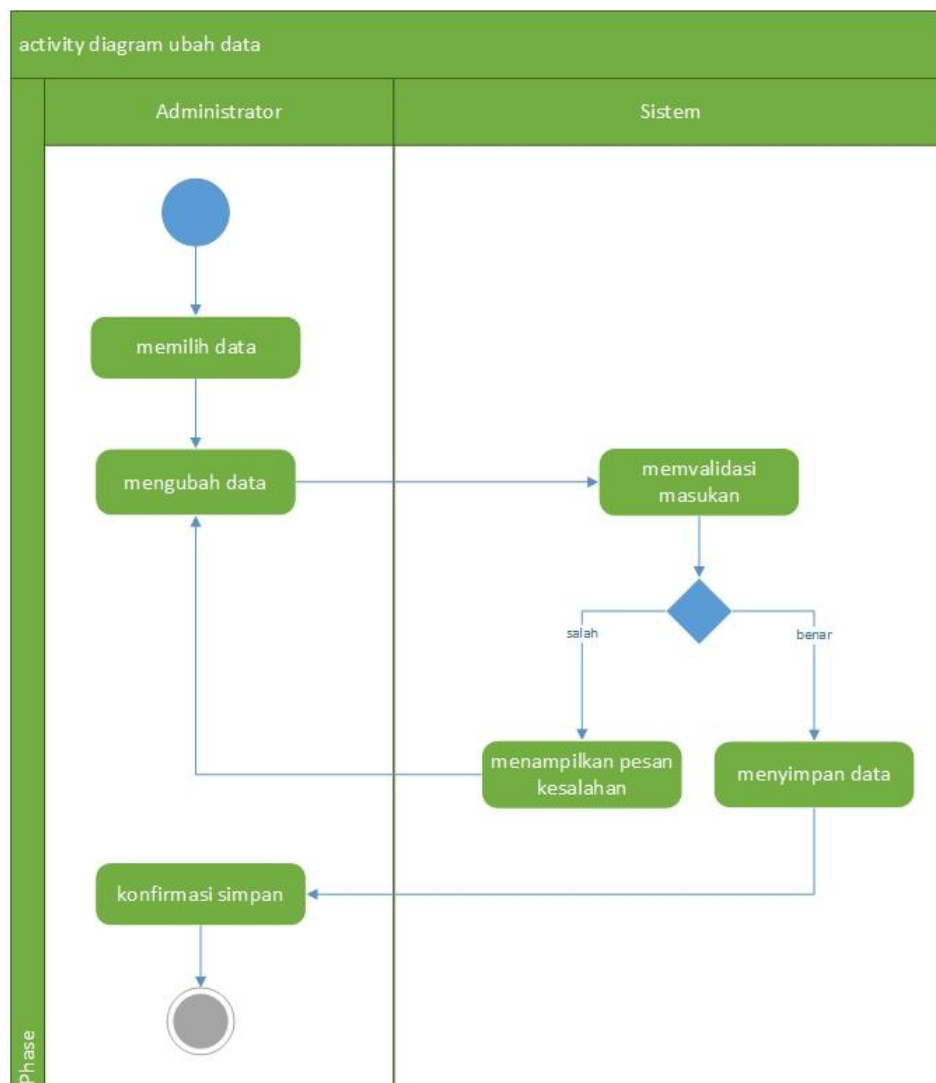 activity diagram ubah data
Administrator
Sistem
memilih data
mengubah data
memvalidasi
masukan
salah
benar
menampilkan pesan
kesalahan
menyimpan data
konfirmasi simpan
Phase